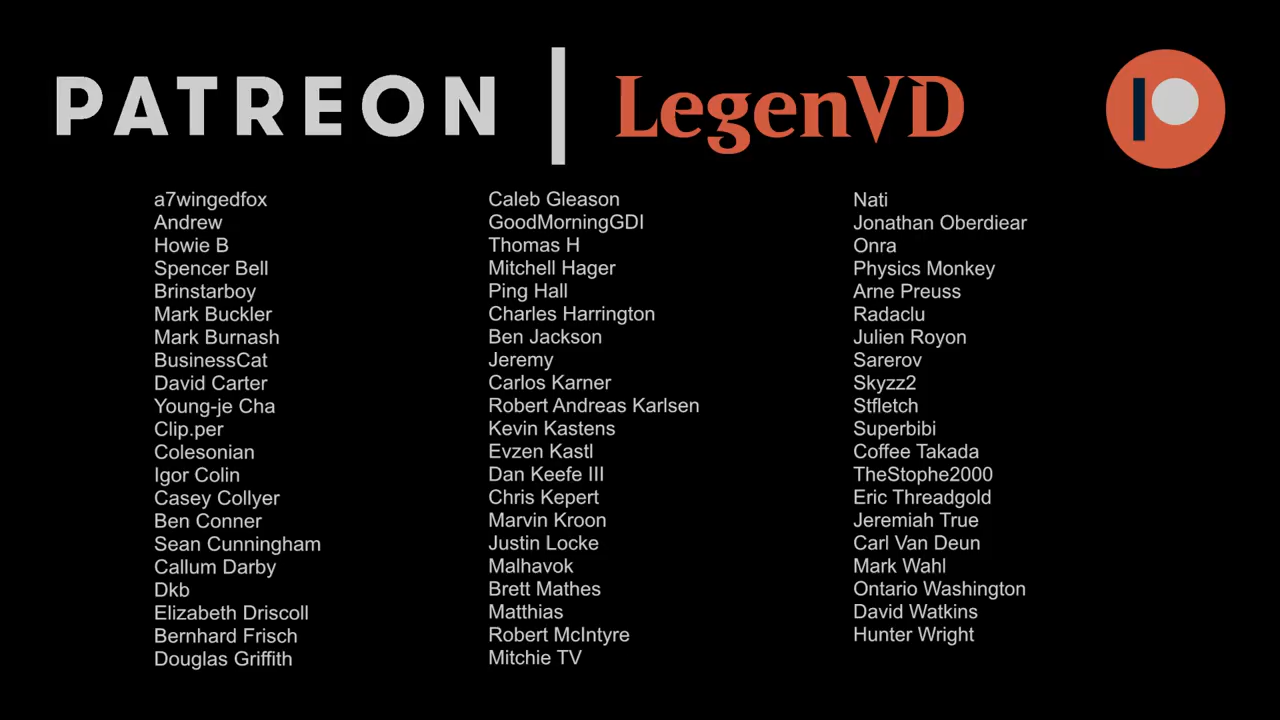 PATREON | LegenVD
a7wingedfox
Andrew
Howie B
Spencer Bell
Brinstarboy
Mark Buckler
Mark Burnash
BusinessCat
David Carter
Young-je Cha
Clip.per
Colesonian
Igor Colin
Casey Collyer
Ben Conner
Sean Cunningham
Callum Darby
Dkb
Elizabeth Driscoll
Bernhard Frisch
Douglas Griffith
Caleb Gleason
GoodMorningGDI
Thomas H
Mitchell Hager
Ping Hall
Charles Harrington
Ben Jackson
Jeremy
Carlos Karner
Robert Andreas Karlsen
Kevin Kastens
Evzen Kastl
Dan Keefe III
Chris Kepert
Marvin Kroon
Justin Locke
Malhavok
Brett Mathes
Matthias
Robert McIntyre
Mitchie TV
Nati
Jonathan Oberdiear
Onra
Physics Monkey
Arne Preuss
Radaclu
Julien Royon
Sarerov
Skyzz2
Stfletch
Superbibi
Coffee Takada
TheStophe2000
Eric Threadgold
Jeremiah True
Carl Van Deun
Mark Wahl
Ontario Washington
David Watkins
Hunter Wright